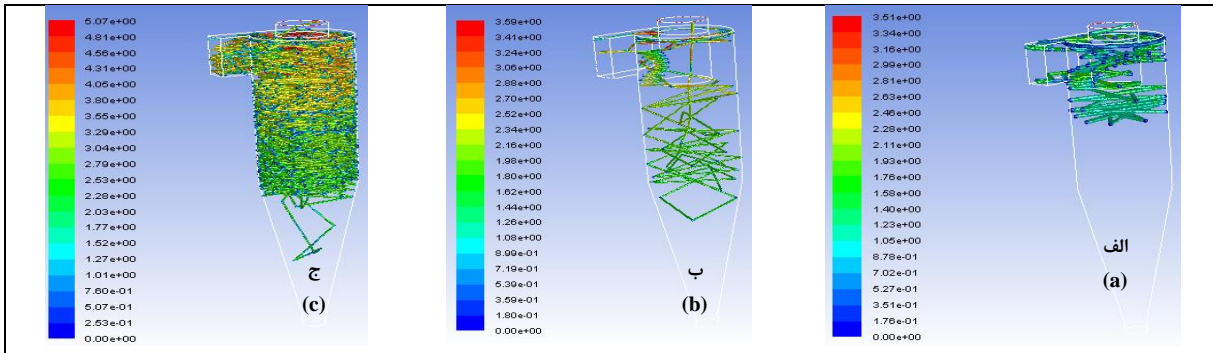 5.07e+00
4.81e+00
4.56e+00
4.31e+00
4.05e+00
3.80e+00
3.55e+00
3.29e+00
3.04e+00
2.79e+00
2.53e+00
2.28e+00
2.03e+00
1.77e+00
1.52e+00
1.27e+00
1.01e+00
7.60e-01
5.07e-01
2.53e-01
0.00e+00
ج
(c)
3.59e+00
3.41e+00
3.24e+00
3.06e+00
2.88e+00
2.70e+00
2.52e+00
2.34e+00
2.16e+00
1.98e+00
1.80e+00
1.62e+00
1.44e+00
1.26e+00
1.08e+00
8.99e-01
7.19e-01
5.39e-01
3.59e-01
1.80e-01
0.00e+00
ب
(b)
3.51e+00
3.34e+00
3.16e+00
2.99e+00
2.81e+00
2.63e+00
2.46e+00
2.28e+00
2.11e+00
1.93e+00
1.76e+00
1.58e+00
1.40e+00
1.23e+00
1.05e+00
8.78e-01
7.02e-01
5.27e-01
3.51e-01
1.76e-01
0.00e+00
الف
(a)